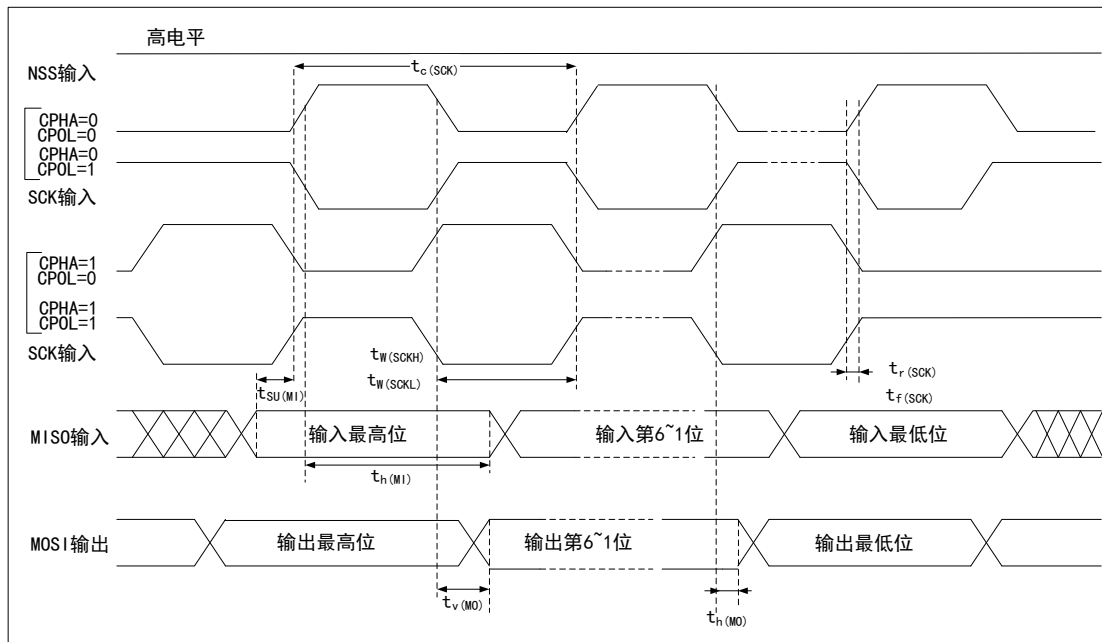 高电平
NSS输入
tc(SCK)
CPHA=0
CPOL=0
CPHA=0
CPOL=1
SCK输入
CPHA=1
CPOL=0
CPHA=1
CPOL=1
SCK输入
tW(SCKH)
tW(SCKL)
tr(SCK)
tf(SCK)
tSU(MI)
MISO输入
输入最高位
输入第6~1位
输入最低位
th(MI)
MOSI输出
输出最高位
输出第6~1位
输出最低位
tv(MO)
th(MO)